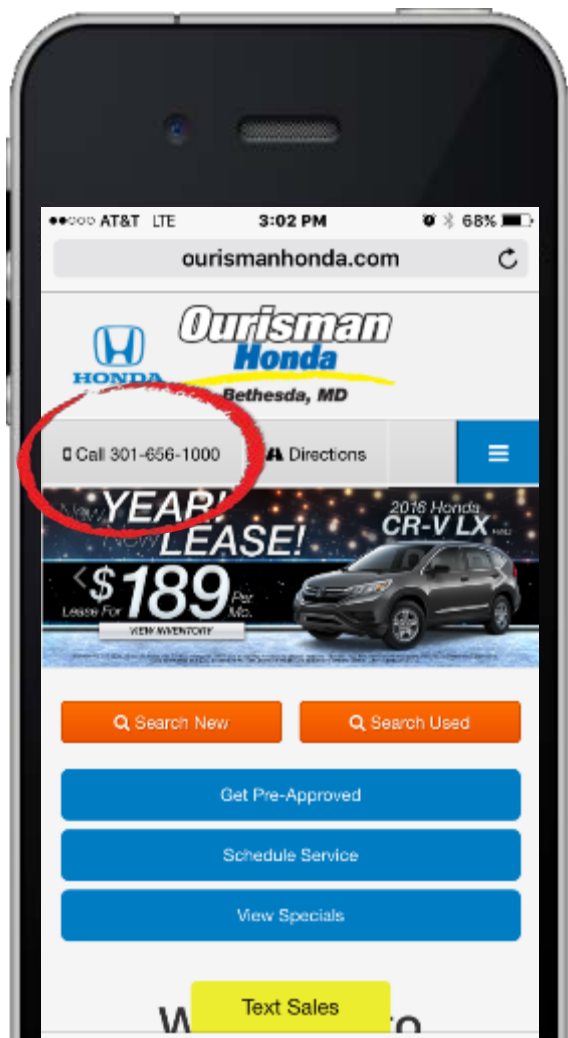 AT&T LTE 3:02 PM 68%
ourismanhonda.com
Ourisman
Honda
HONDA
Bethesda, MD
Call 301-656-1000 Directions
New YEAR!
New LEASE!
2016 Honda
CR-V LX
$189 Per Mo.
Lease For
VIEW INVENTORY
Search New Search Used
Get Pre-Approved
Schedule Service
View Specials
Text Sales